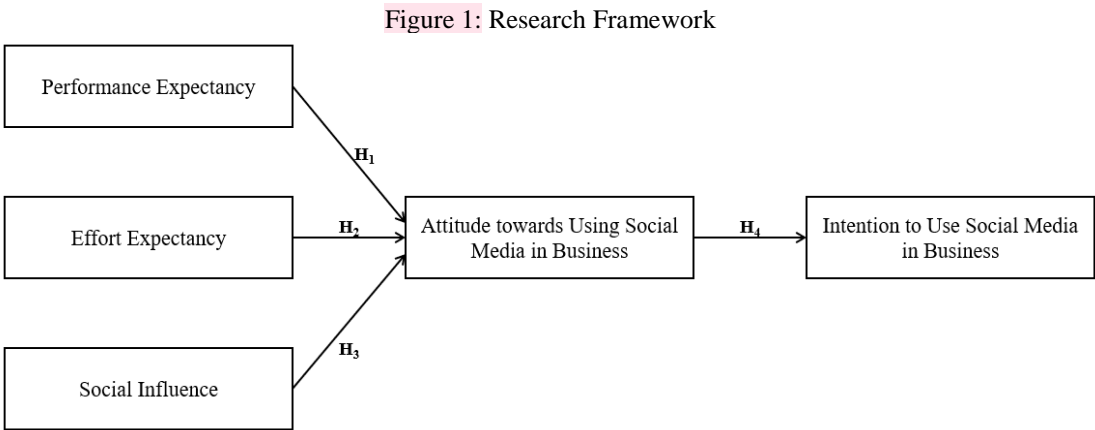 Figure 1: Research Framework
Performance Expectancy
H₁
Effort Expectancy
H₂
Attitude towards Using Social
Media in Business
H₄
Intention to Use Social Media
in Business
H₃
Social Influence